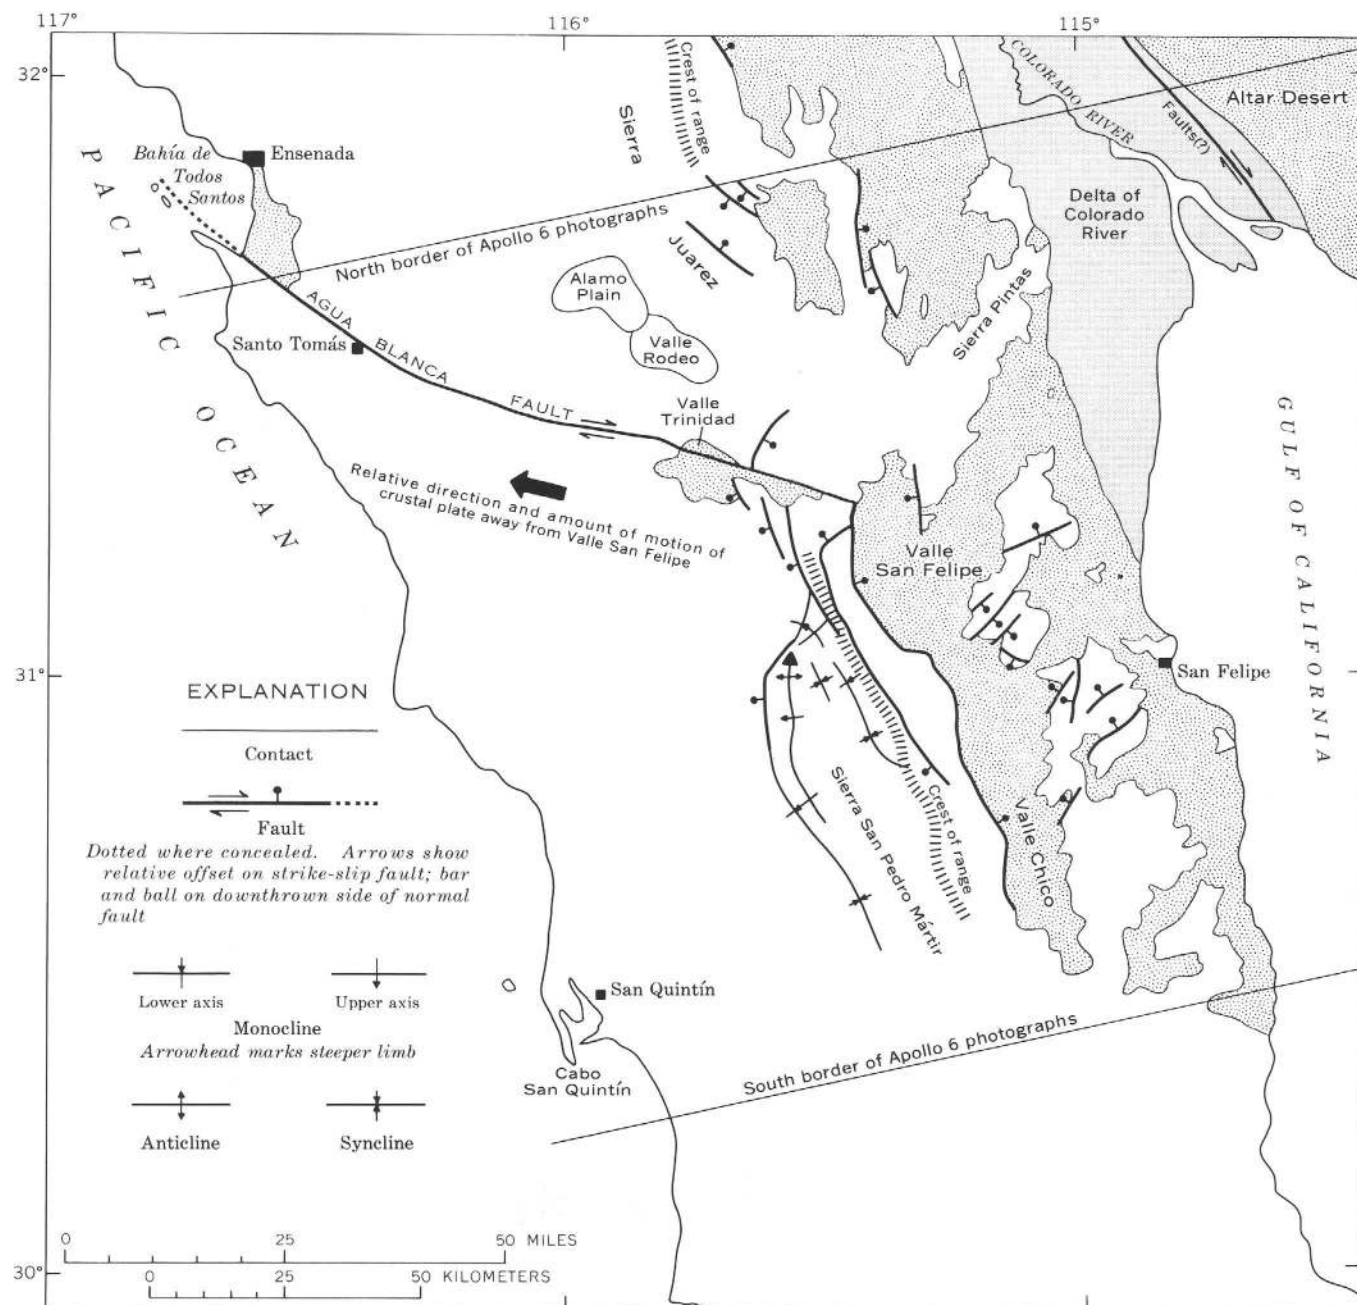 117°
116°
115°
32°
31°
30°
PACIFIC OCEAN
Bahía de
Todos
Santos
Ensenada
Sierra
Juarez
Crest of range
COLORADO RIVER
Faults(?)
Altar Desert
Delta of
Colorado
River
North border of Apollo 6 photographs
Alamo
Plain
Valle
Rodeo
Sierra Pintas
Santo Tomás
AGUA BLANCA FAULT
Valle
Trinidad
Relative direction and amount of motion of
crustal plate away from Valle San Felipe
Valle
San Felipe
GULF OF CALIFORNIA
San Felipe
Sierra San Pedro Mártir
Crest of range
Valle Chico
San Quintín
Cabo
San Quintín
South border of Apollo 6 photographs
EXPLANATION
Contact
Fault
Dotted where concealed. Arrows show
relative offset on strike-slip fault; bar
and ball on downthrown side of normal
fault
Lower axis
Upper axis
Monocline
Arrowhead marks steeper limb
Anticline
Syncline
0 25 50 MILES
0 25 50 KILOMETERS